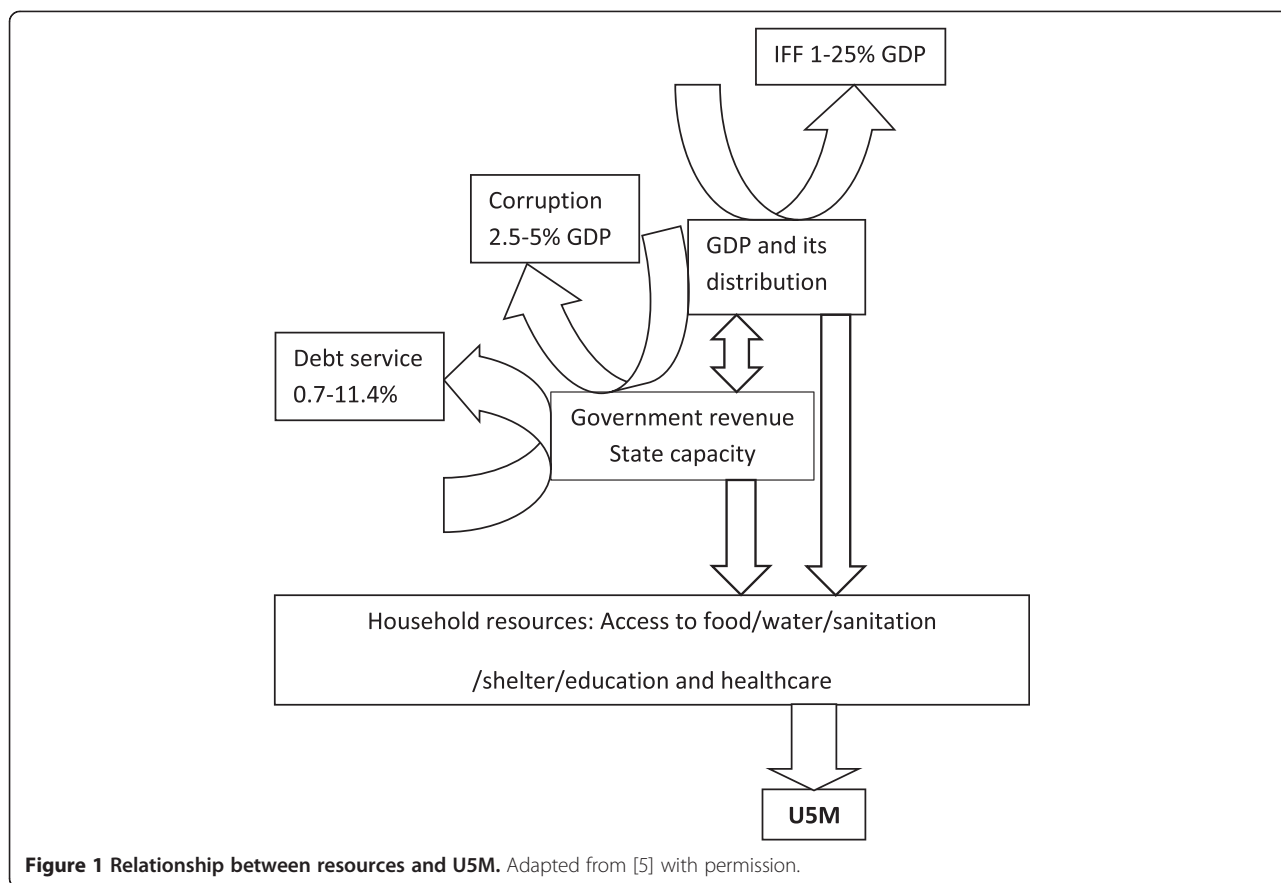 IFF 1-25% GDP
Corruption
2.5-5% GDP
GDP and its
distribution
Debt service
0.7-11.4%
Government revenue
State capacity
Household resources: Access to food/water/sanitation
/shelter/education and healthcare
U5M
Figure 1 Relationship between resources and U5M. Adapted from [5] with permission.